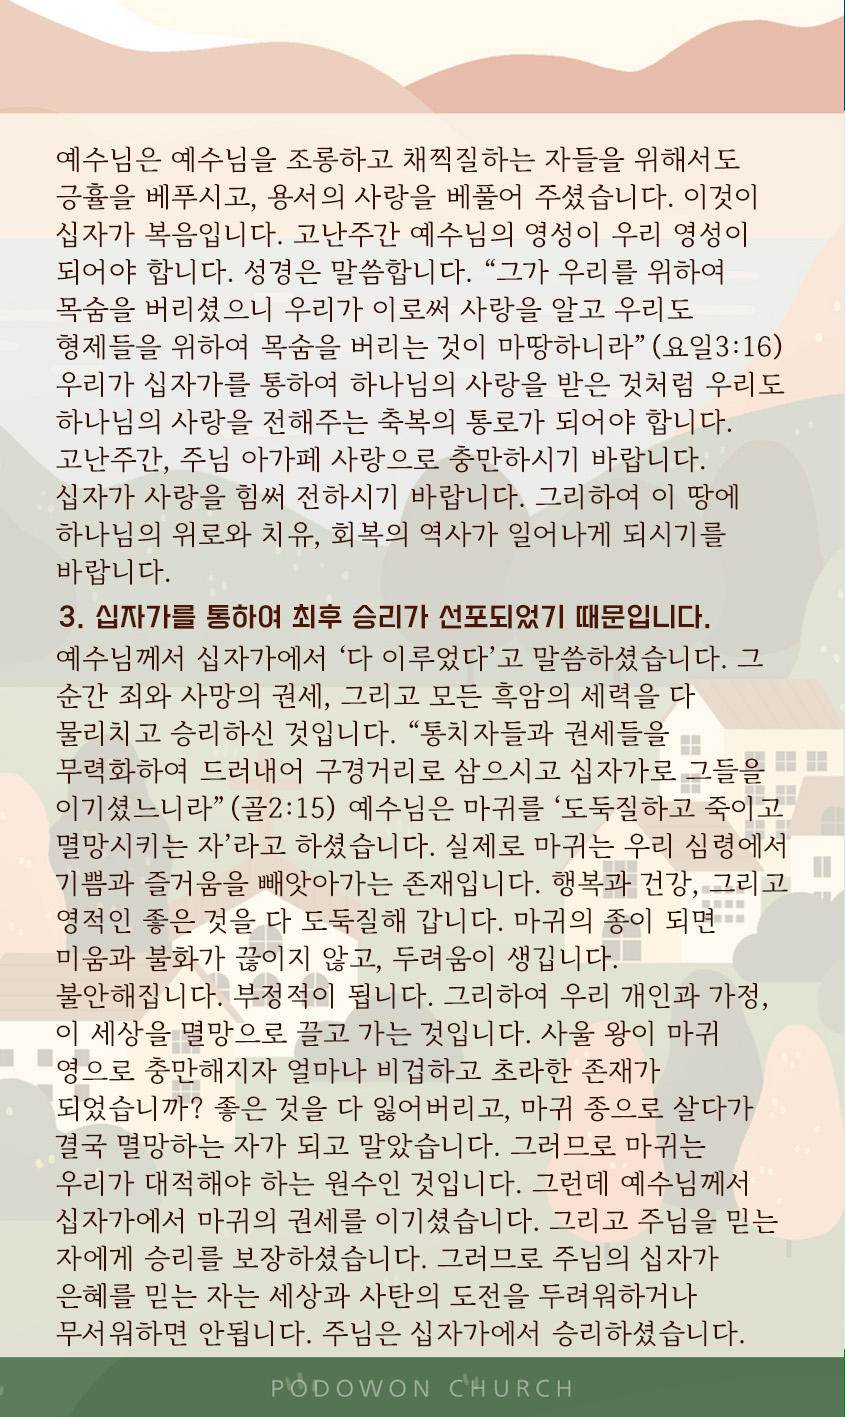 예수님은 예수님을 조롱하고 채찍질하는 자들을 위해서도
긍휼을 베푸시고, 용서의 사랑을 베풀어 주셨습니다. 이것이
십자가 복음입니다. 고난주간 예수님의 영성이 우리 영성이
되어야 합니다. 성경은 말씀합니다. “그가 우리를 위하여
목숨을 버리셨으니 우리가 이로써 사랑을 알고 우리도
형제들을 위하여 목숨을 버리는 것이 마땅하니라”(요일3:16)
우리가 십자가를 통하여 하나님의 사랑을 받은 것처럼 우리도
하나님의 사랑을 전해주는 축복의 통로가 되어야 합니다.
고난주간, 주님 아가페 사랑으로 충만하시기 바랍니다.
십자가 사랑을 힘써 전하시기 바랍니다. 그리하여 이 땅에
하나님의 위로와 치유, 회복의 역사가 일어나게 되시기를
바랍니다.
3. 십자가를 통하여 최후 승리가 선포되었기 때문입니다.
예수님께서 십자가에서 ‘다 이루었다’고 말씀하셨습니다. 그
순간 죄와 사망의 권세, 그리고 모든 흑암의 세력을 다
물리치고 승리하신 것입니다. “통치자들과 권세들을
무력화하여 드러내어 구경거리로 삼으시고 십자가로 그들을
이기셨느니라”(골2:15) 예수님은 마귀를 ‘도둑질하고 죽이고
멸망시키는 자’라고 하셨습니다. 실제로 마귀는 우리 심령에서
기쁨과 즐거움을 빼앗아가는 존재입니다. 행복과 건강, 그리고
영적인 좋은 것을 다 도둑질해 갑니다. 마귀의 종이 되면
미움과 불화가 끊이지 않고, 두려움이 생깁니다.
불안해집니다. 부정적이 됩니다. 그리하여 우리 개인과 가정,
이 세상을 멸망으로 끌고 가는 것입니다. 사울 왕이 마귀
영으로 충만해지자 얼마나 비겁하고 초라한 존재가
되었습니까? 좋은 것을 다 잃어버리고, 마귀 종으로 살다가
결국 멸망하는 자가 되고 말았습니다. 그러므로 마귀는
우리가 대적해야 하는 원수인 것입니다. 그런데 예수님께서
십자가에서 마귀의 권세를 이기셨습니다. 그리고 주님을 믿는
자에게 승리를 보장하셨습니다. 그러므로 주님의 십자가
은혜를 믿는 자는 세상과 사탄의 도전을 두려워하거나
무서워하면 안됩니다. 주님은 십자가에서 승리하셨습니다.
PODOWON CHURCH